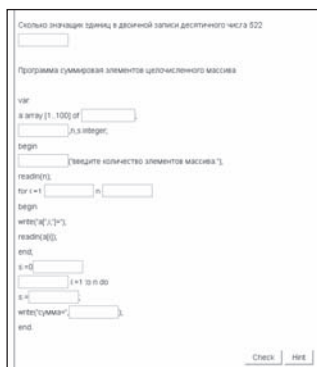 Сколько значащих единиц в двоичной записи десятичного числа 522
Программа суммировая элементов целочисленного массива
var
a:array [1..100] of ;
,n,s:integer;
begin
('введите количество элементов массива:');
readln(n);
for i:=1 n
begin
write('a[',i,']=');
readln(a[i]);
end;
s:=0
i:=1 to n do
s:= ;
write('сумма=', );
end.
Check Hint